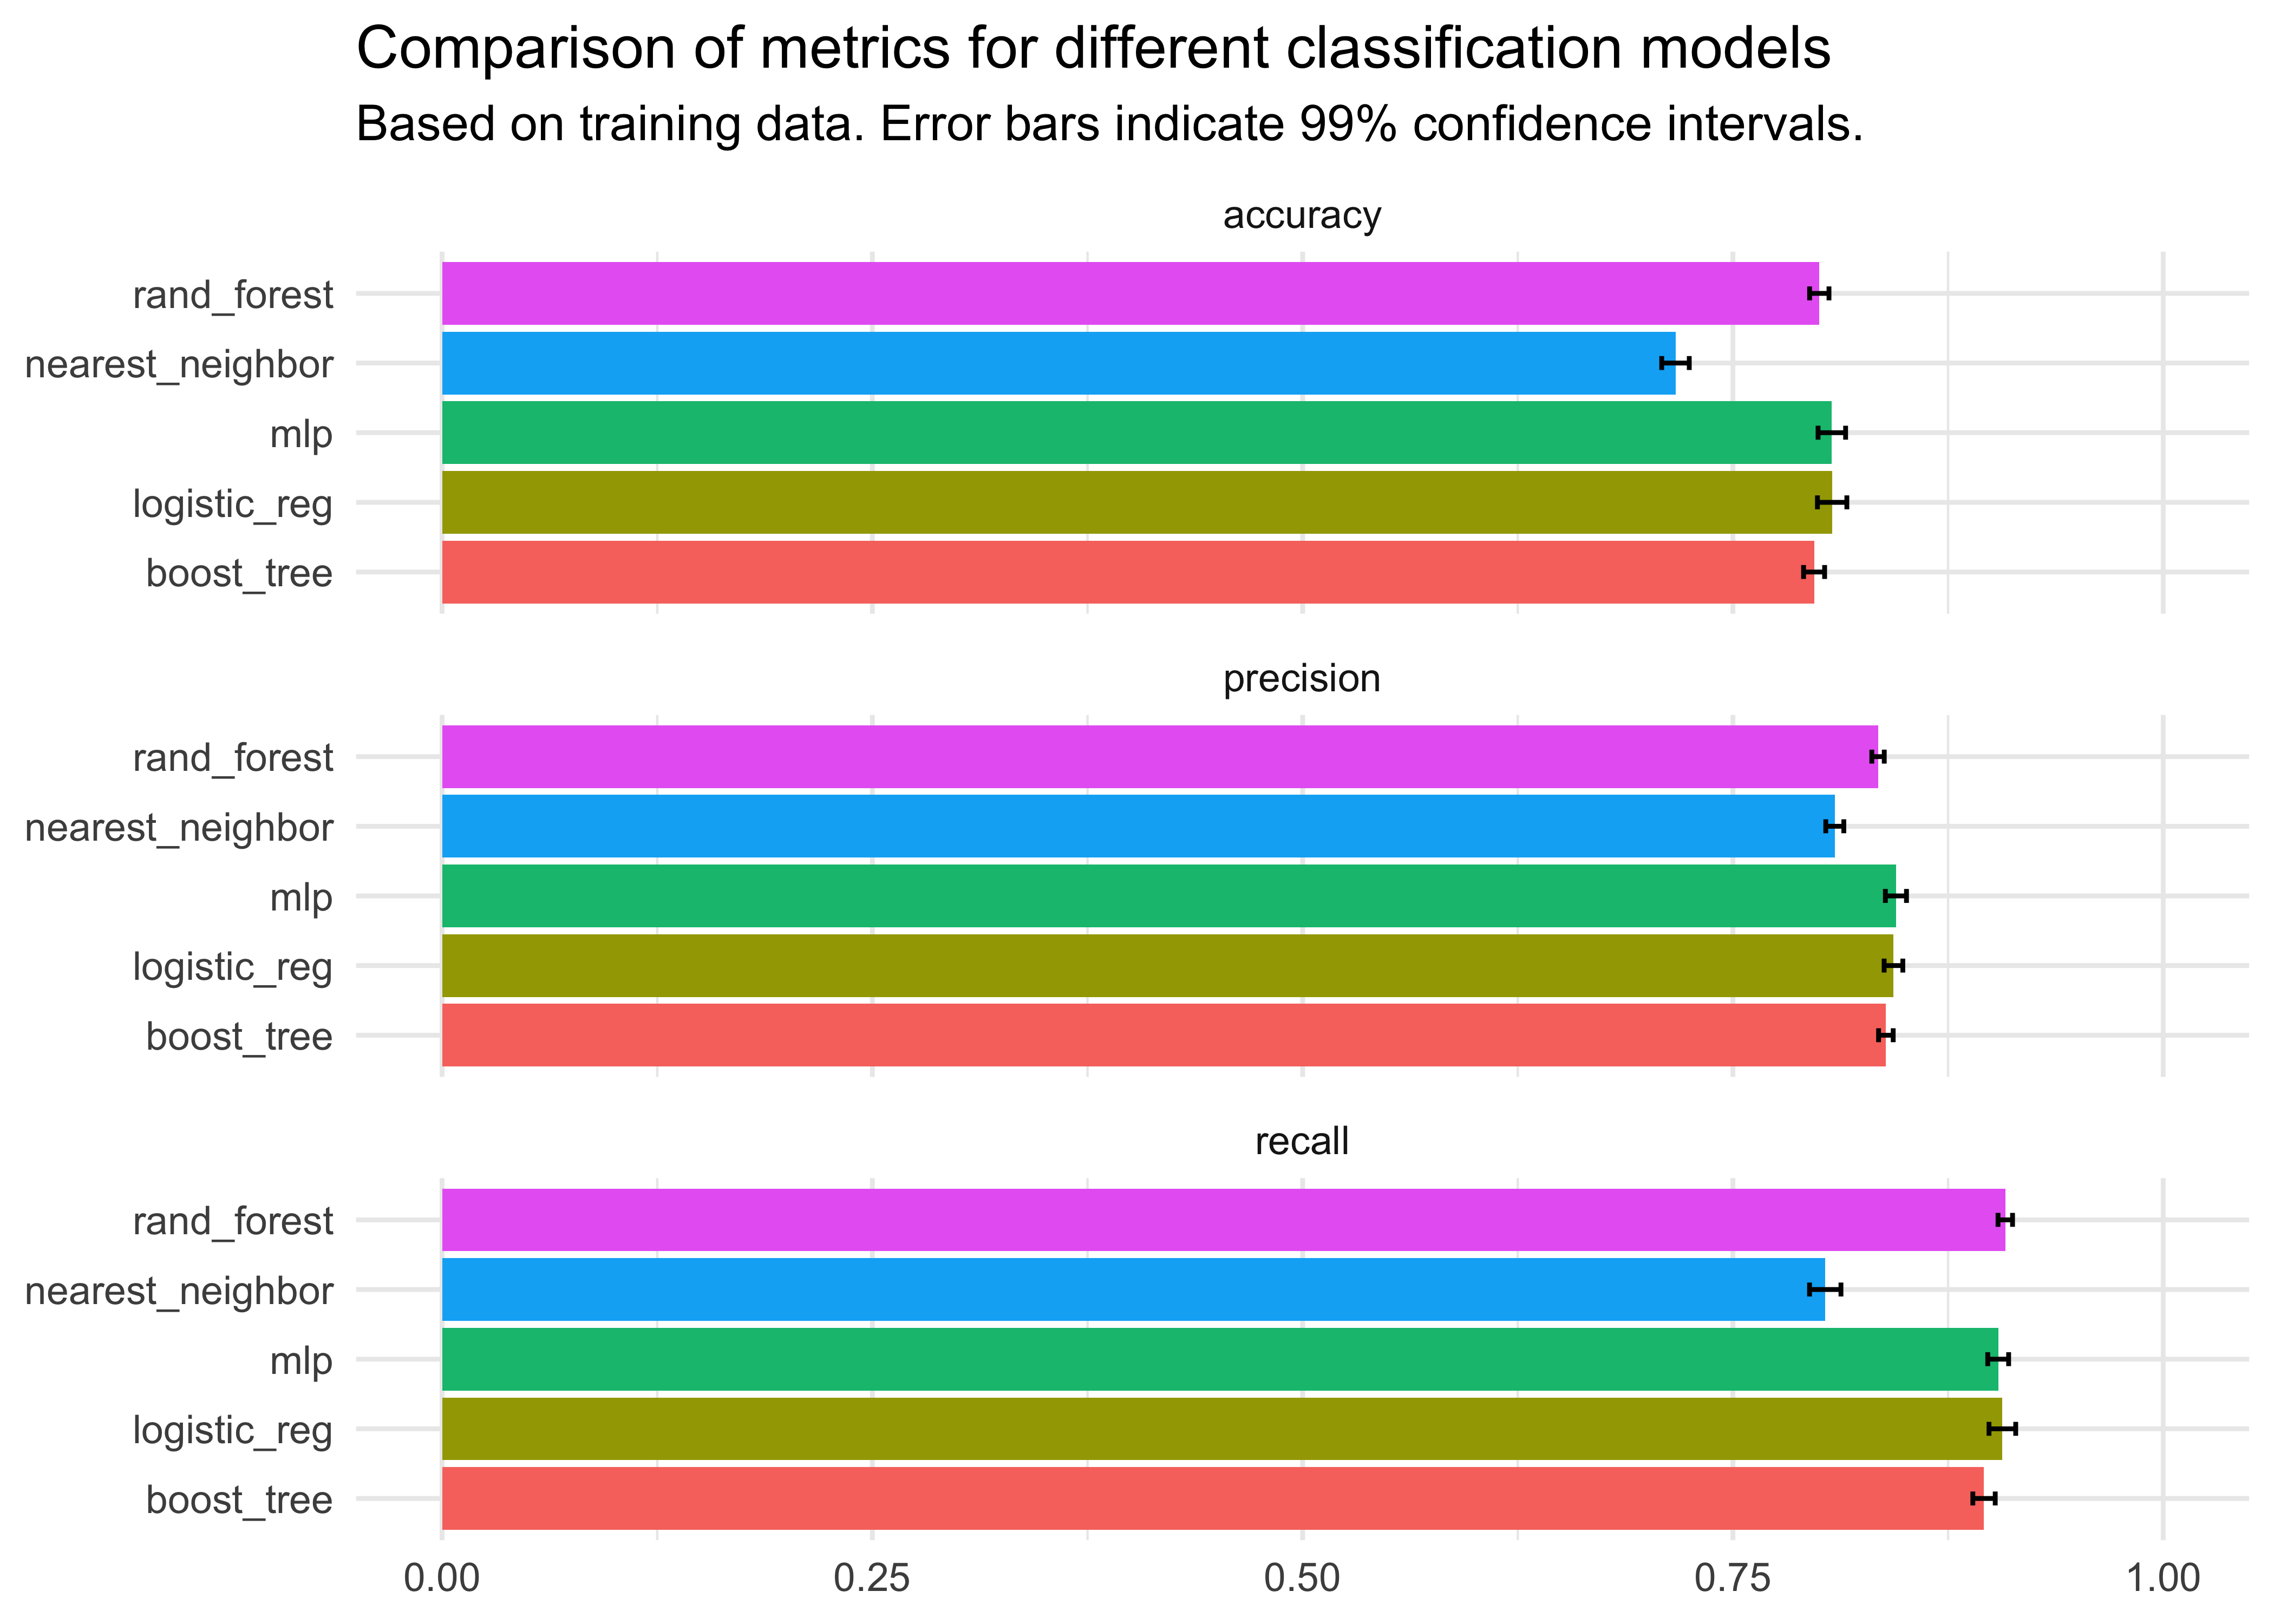 Comparison of metrics for different classification models
Based on training data. Error bars indicate 99% confidence intervals.
accuracy
rand_forest
nearest_neighbor
mlp
logistic_reg
boost_tree
precision
rand_forest
nearest_neighbor
mlp
logistic_reg
boost_tree
recall
rand_forest
nearest_neighbor
mlp
logistic_reg
boost_tree
0.00 0.25 0.50 0.75 1.00